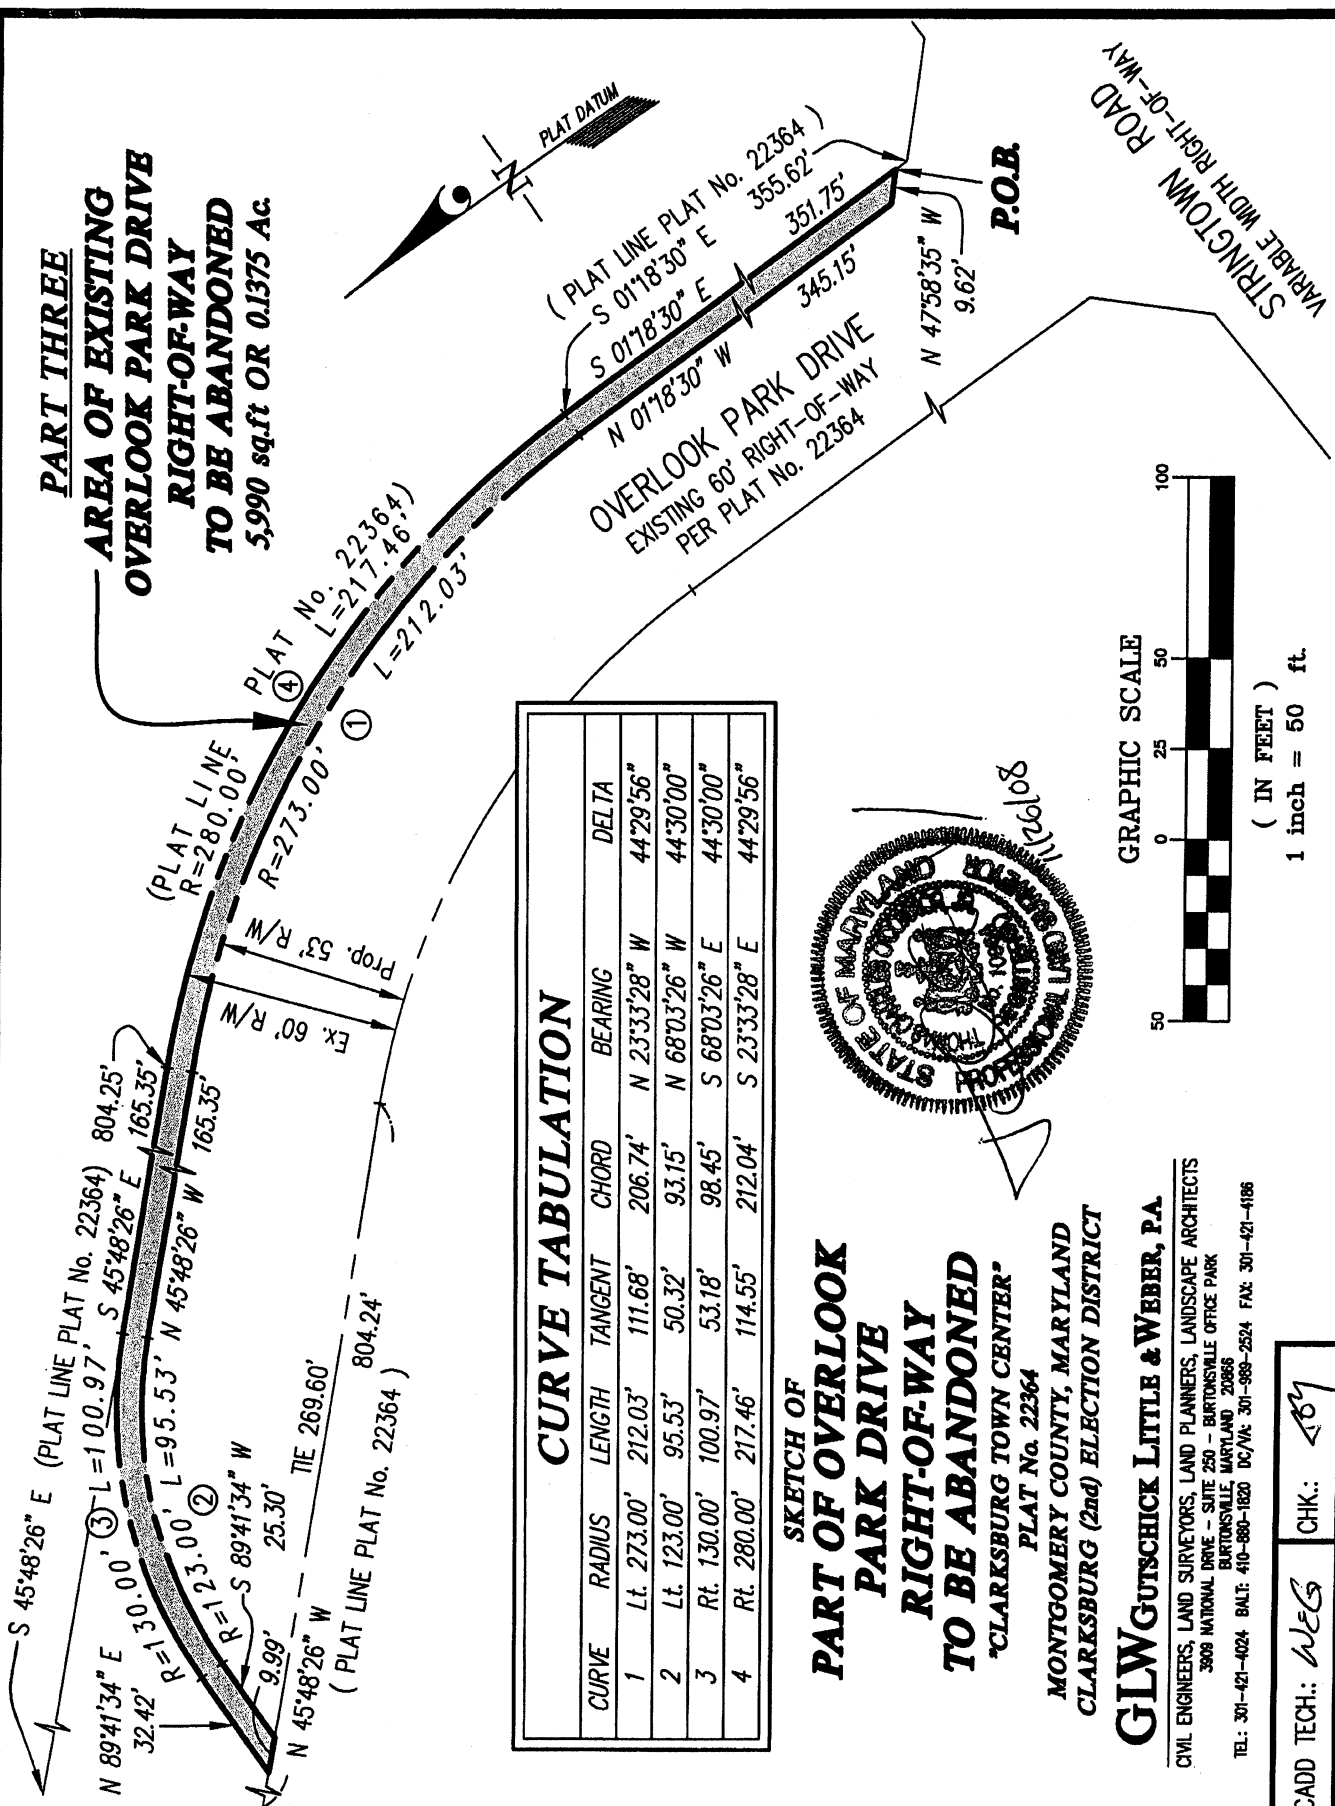 PART THREE
AREA OF EXISTING
OVERLOOK PARK DRIVE
RIGHT-OF-WAY
TO BE ABANDONED
5,990 sq.ft OR 0.1375 Ac.
N
PLAT DATUM
STRINGTOWN ROAD
VARIABLE WIDTH RIGHT-OF-WAY
P.O.B.
( PLAT LINE PLAT No. 22364 )
S 01°18'30" E 355.62'
S 01°18'30" E 351.75'
N 01°18'30" W 345.15'
N 47°58'35" W
9.62'
OVERLOOK PARK DRIVE
EXISTING 60' RIGHT-OF-WAY
PER PLAT No. 22364
(PLAT LINE PLAT No. 22364)
R=280.00' 4 L=217.46'
R=273.00' 1 L=212.03'
Prop. 53' R/W
Ex. 60' R/W
S 45°48'26" E (PLAT LINE PLAT No. 22364) 804.25'
R=130.00' 3 L=100.97' S 45°48'26" E 165.35'
R=123.00' 2 L=95.53' N 45°48'26" W 165.35'
N 89°41'34" E
32.42'
S 89°41'34" W
25.30'
9.99' TIE 269.60'
N 45°48'26" W 804.24'
( PLAT LINE PLAT No. 22364 )
CURVE TABULATION
CURVE RADIUS LENGTH TANGENT CHORD BEARING DELTA
1 Lt. 273.00' 212.03' 111.68' 206.74' N 23°33'28" W 44°29'56"
2 Lt. 123.00' 95.53' 50.32' 93.15' N 68°03'26" W 44°30'00"
3 Rt. 130.00' 100.97' 53.18' 98.45' S 68°03'26" E 44°30'00"
4 Rt. 280.00' 217.46' 114.55' 212.04' S 23°33'28" E 44°29'56"
SKETCH OF
PART OF OVERLOOK
PARK DRIVE
RIGHT-OF-WAY
TO BE ABANDONED
"CLARKSBURG TOWN CENTER"
PLAT No. 22364
MONTGOMERY COUNTY, MARYLAND
CLARKSBURG (2nd) ELECTION DISTRICT
STATE OF MARYLAND
PROFESSIONAL LAND SURVEYOR
11/26/08
GRAPHIC SCALE
50 0 25 50 100
( IN FEET )
1 inch = 50 ft.
GLW GUTSCHICK LITTLE & WEBER, P.A.
CIVIL ENGINEERS, LAND SURVEYORS, LAND PLANNERS, LANDSCAPE ARCHITECTS
3909 NATIONAL DRIVE – SUITE 250 – BURTONSVILLE OFFICE PARK
BURTONSVILLE, MARYLAND 20866
TEL: 301-421-4024 BALT: 410-880-1820 DC/VA: 301-989-2524 FAX: 301-421-4186
CADD TECH.: WEG
CHK.: